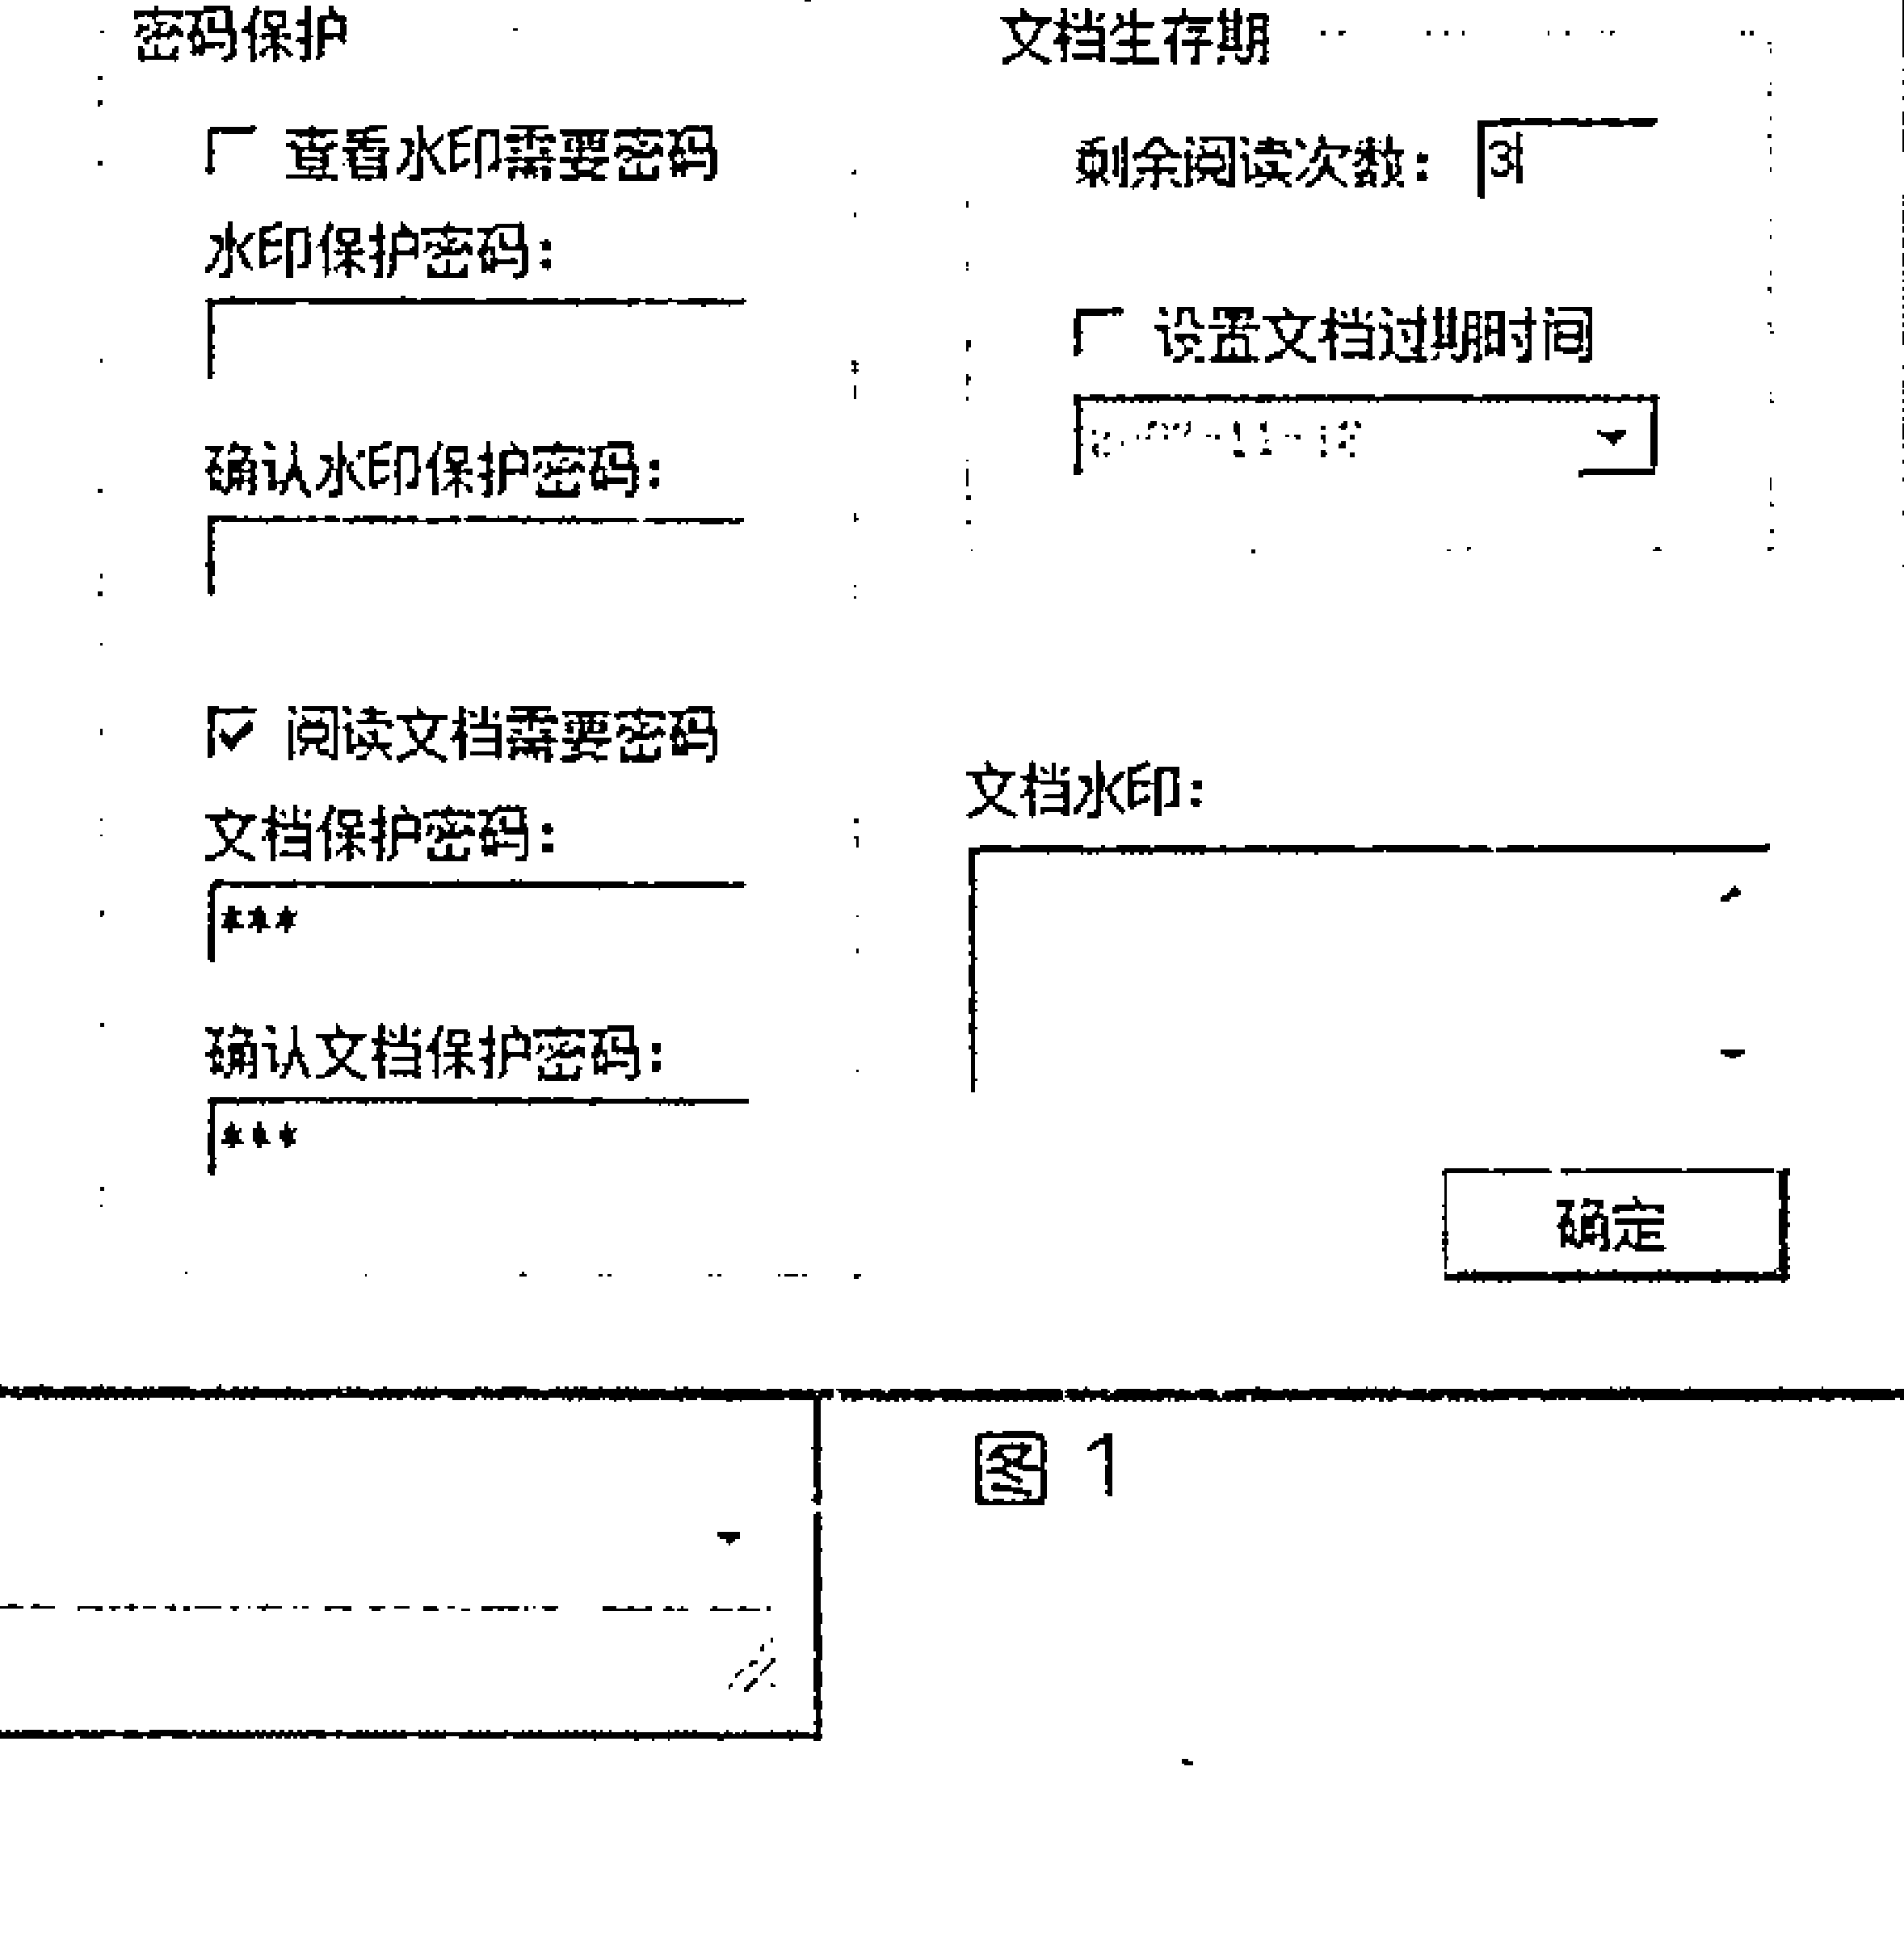 密码保护
查看水印需要密码
水印保护密码:
确认水印保护密码:
阅读文档需要密码
文档保护密码:
***
确认文档保护密码:
***
文档生存期
剩余阅读次数: 3
设置文档过期时间
文档水印:
确定
图 1